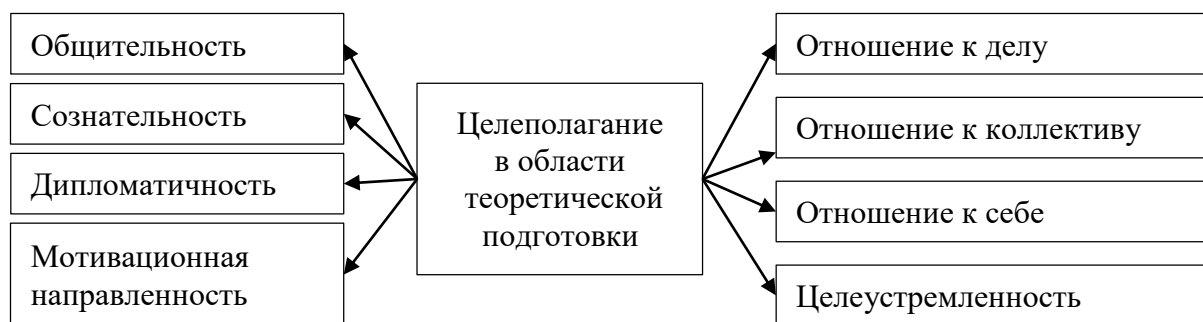 Общительность
Сознательность
Дипломатичность
Мотивационная
направленность
Целеполагание
в области
теоретической
подготовки
Отношение к делу
Отношение к коллективу
Отношение к себе
Целеустремленность